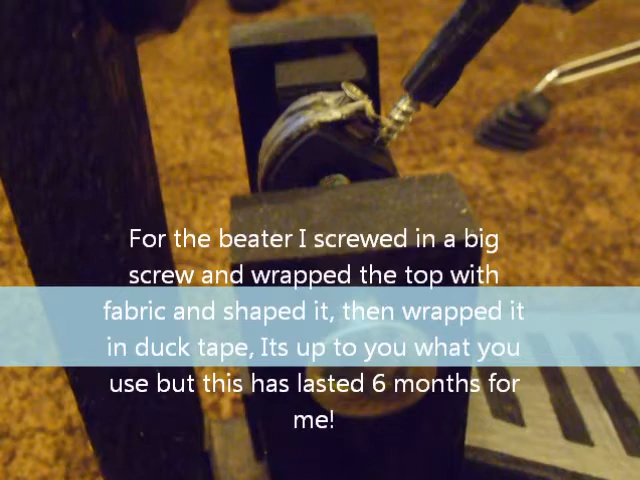 For the beater I screwed in a big
screw and wrapped the top with
fabric and shaped it, then wrapped it
in duck tape, Its up to you what you
use but this has lasted 6 months for
me!